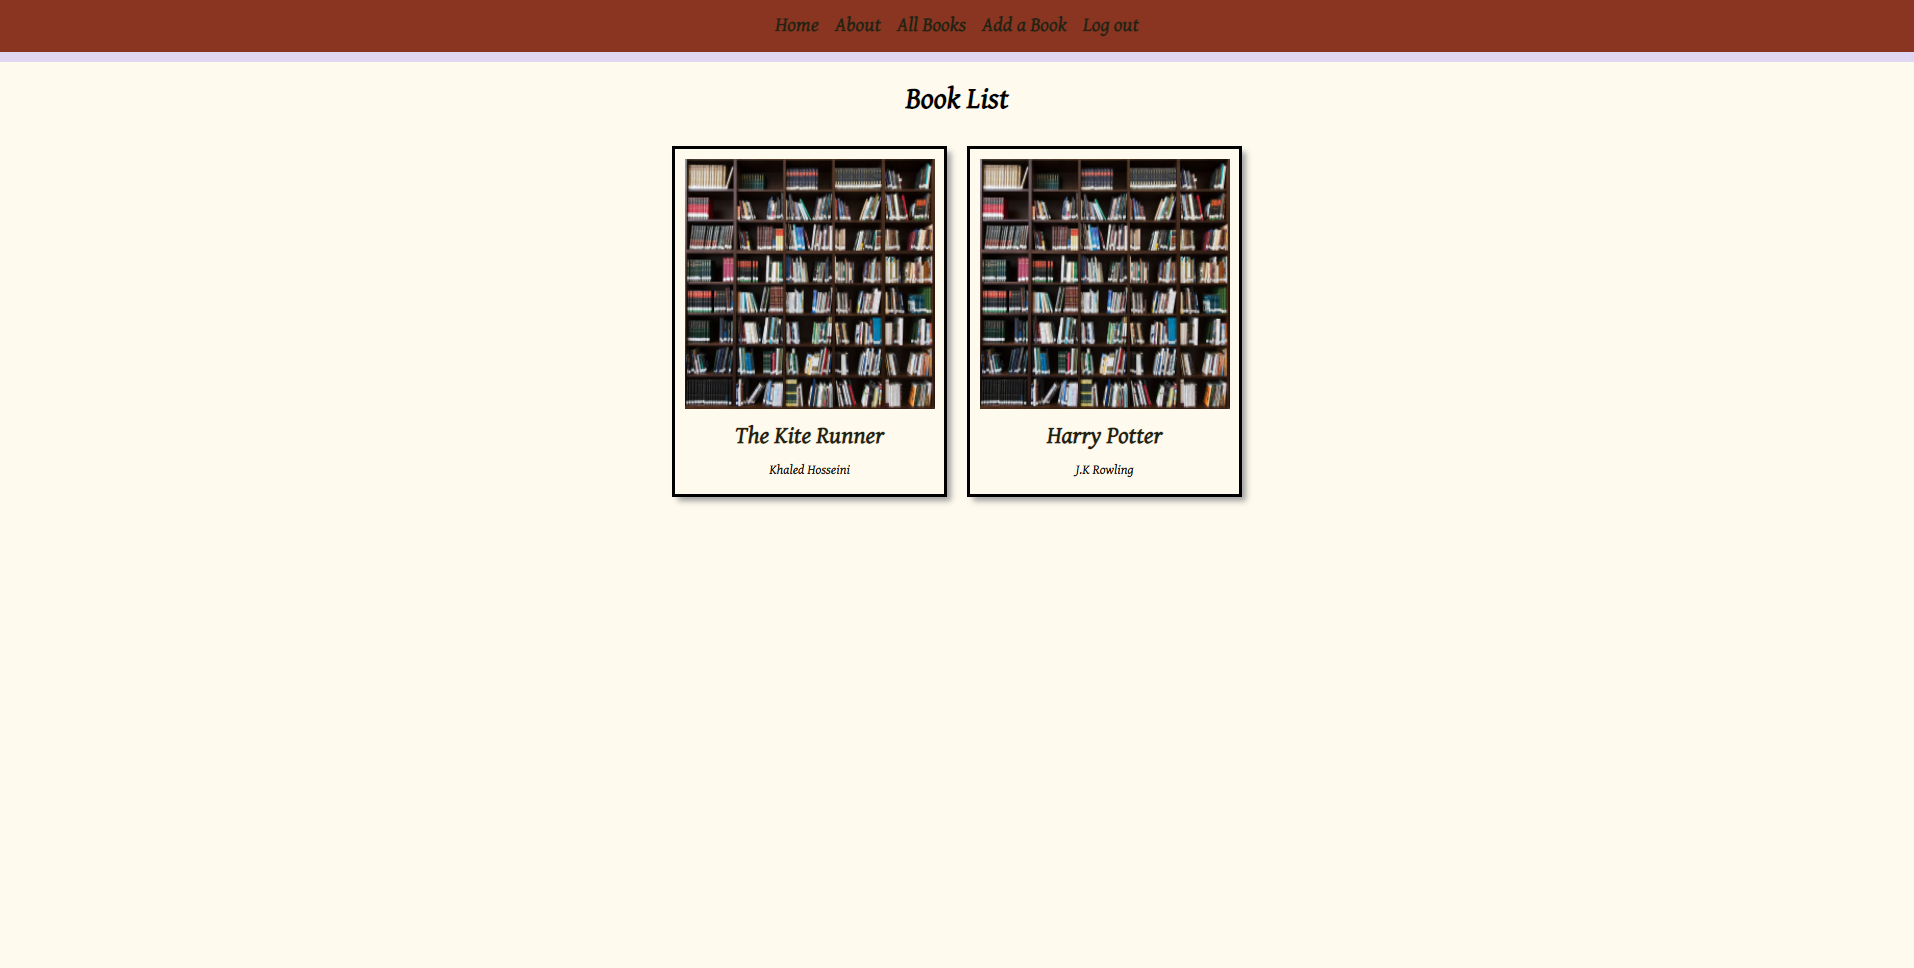 Home About All Books Add a Book Log out
Book List
The Kite Runner
Khaled Hosseini
Harry Potter
J.K Rowling